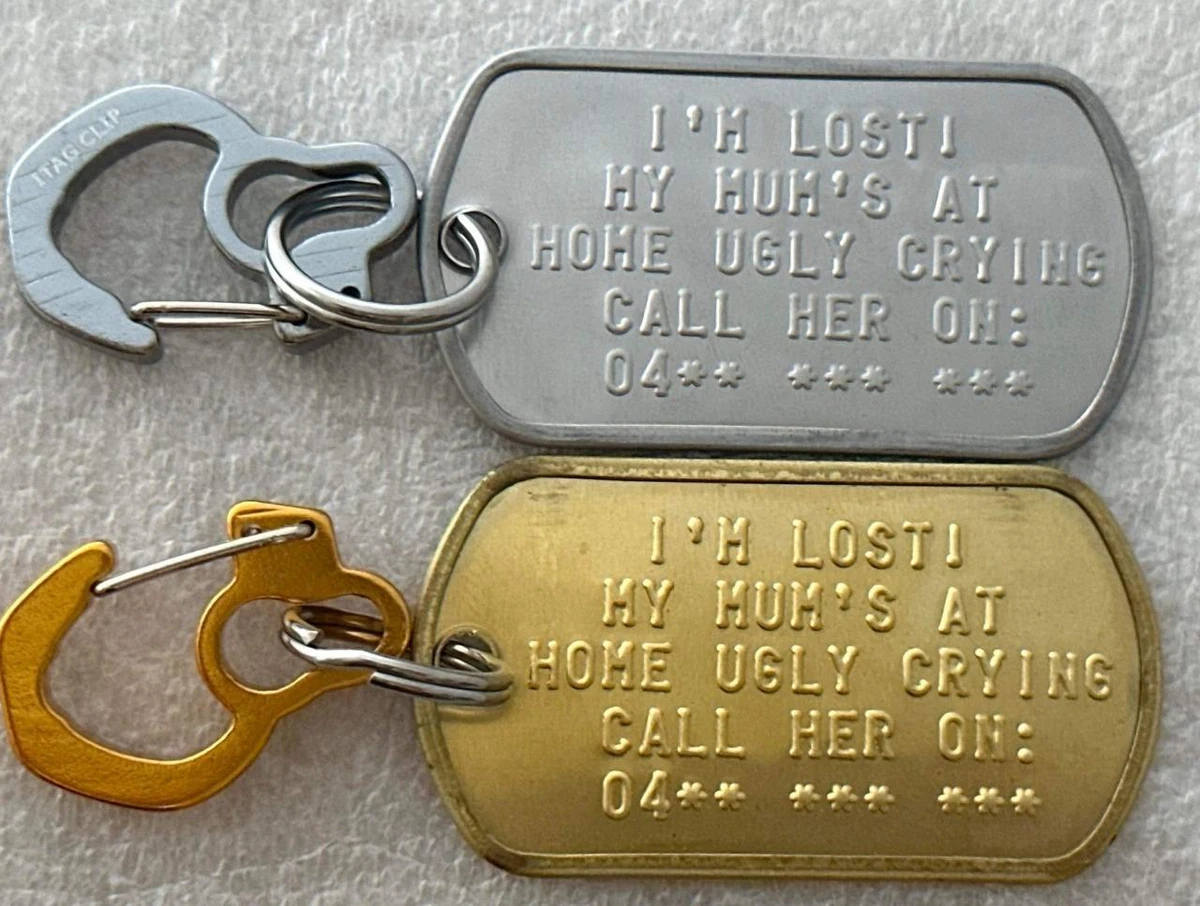 TTAG CLIP
I'M LOST!
MY MUM'S AT
HOME UGLY CRYING
CALL HER ON:
04** *** ***
I'M LOST!
MY MUM'S AT
HOME UGLY CRYING
CALL HER ON:
04** *** ***